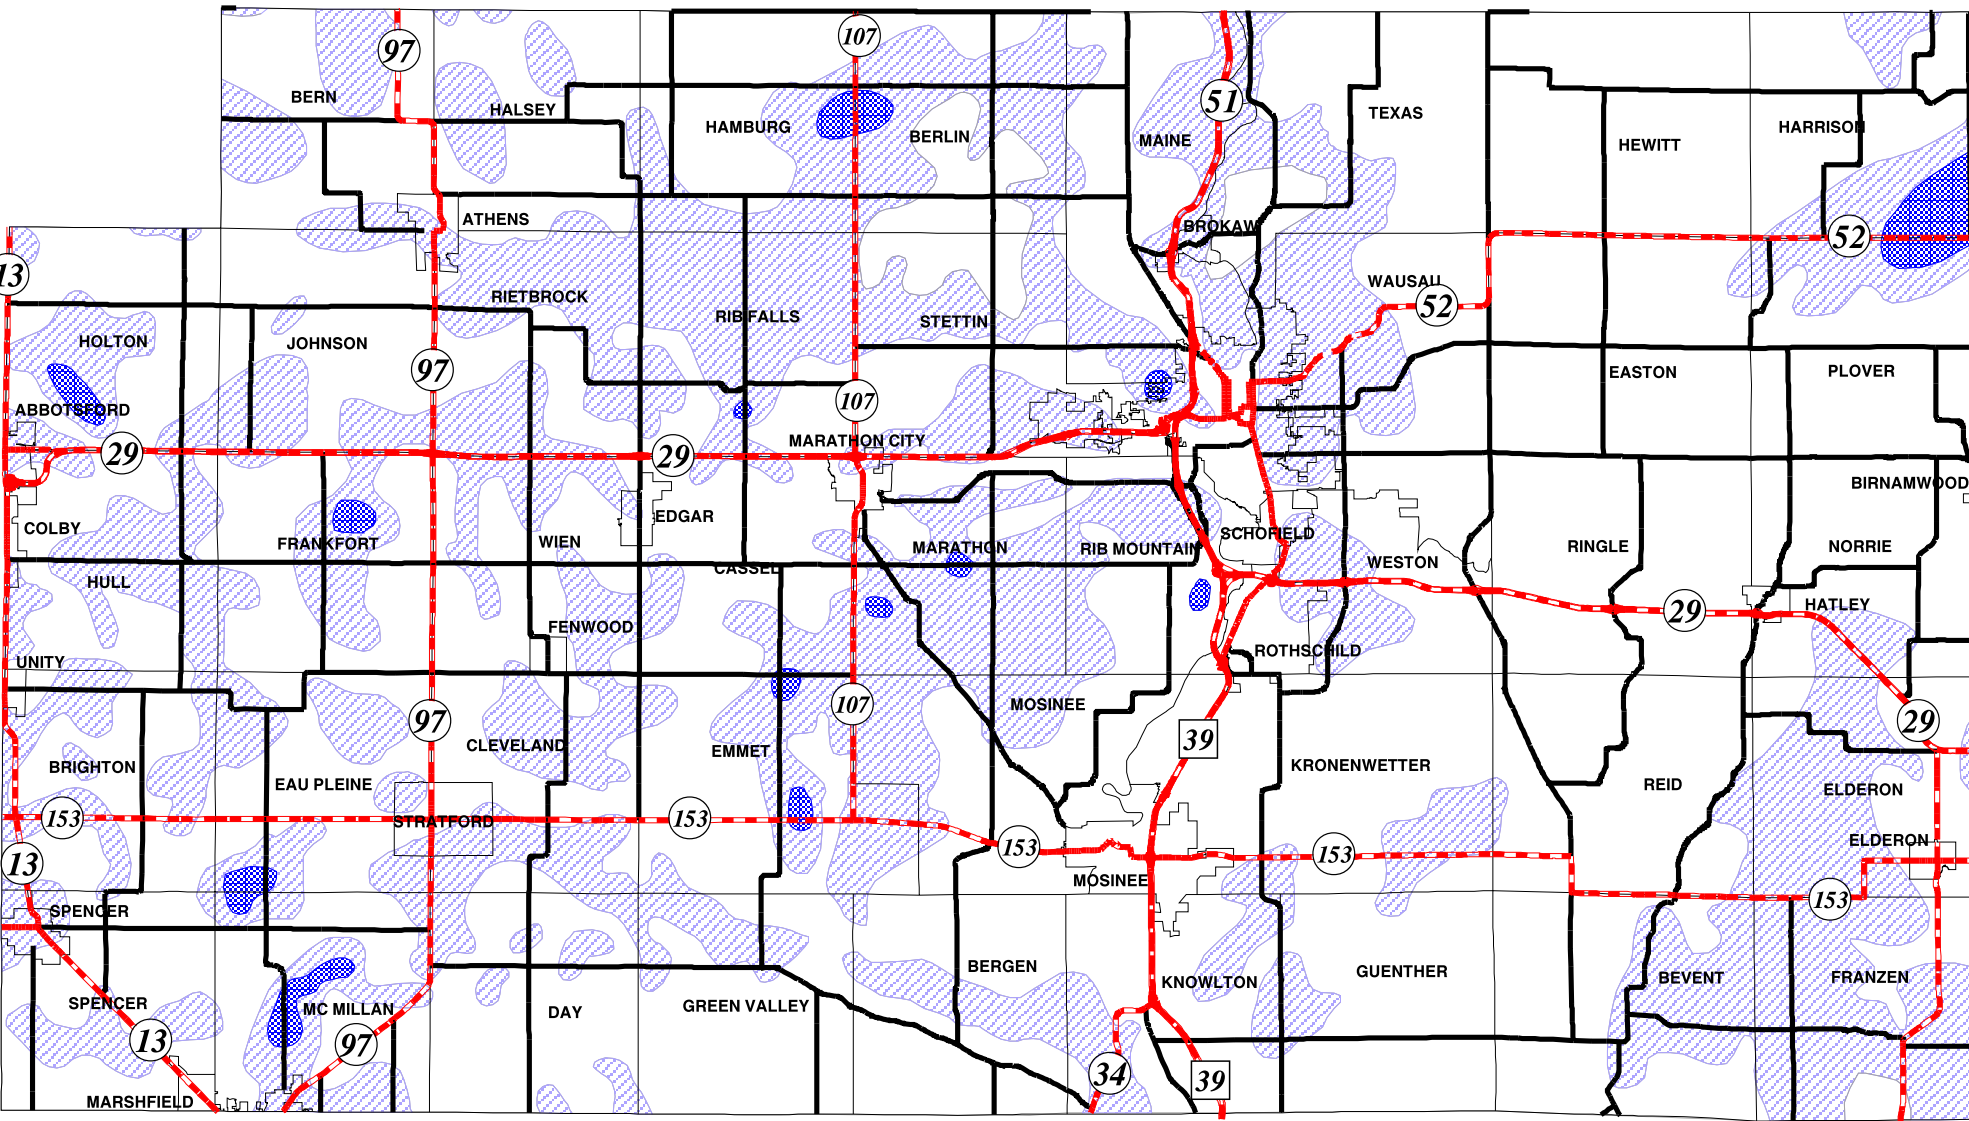 97
107
51
BERN
HALSEY
HAMBURG
BERLIN
MAINE
TEXAS
HEWITT
HARRISON
ATHENS
BROKAW
52
13
RIETBROCK
RIB FALLS
STETTIN
WAUSAU
52
HOLTON
JOHNSON
97
EASTON
PLOVER
ABBOTSFORD
107
MARATHON CITY
29
29
BIRNAMWOOD
COLBY
EDGAR
FRANKFORT
WIEN
CASSEL
MARATHON
RIB MOUNTAIN
SCHOFIELD
WESTON
RINGLE
NORRIE
HULL
HATLEY
29
FENWOOD
ROTHSCHILD
UNITY
MOSINEE
97
107
39
29
BRIGHTON
EAU PLEINE
CLEVELAND
EMMET
KRONENWETTER
REID
ELDERON
153
STRATFORD
153
153
153
ELDERON
13
MOSINEE
153
SPENCER
BERGEN
KNOWLTON
GUENTHER
BEVENT
FRANZEN
SPENCER
MC MILLAN
DAY
GREEN VALLEY
13
97
34
39
MARSHFIELD